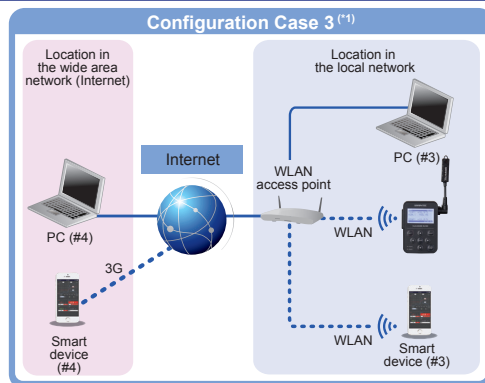 Configuration Case 3 (*1)
Location in
the wide area
network (Internet)
Location in
the local network
Internet
WLAN
access point
PC (#3)
PC (#4)
WLAN
3G
Smart
device
(#4)
WLAN
Smart
device
(#3)